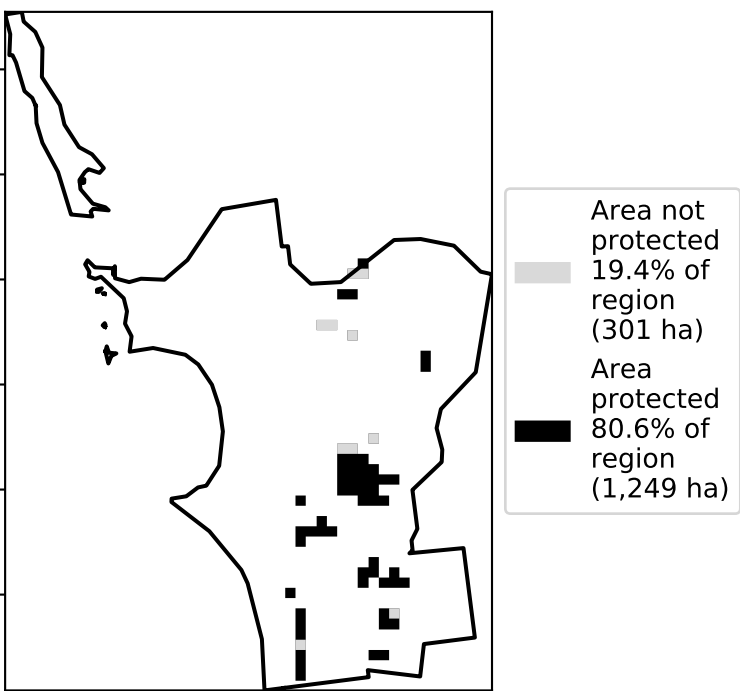 Area not
protected
19.4% of
region
(301 ha)
Area
protected
80.6% of
region
(1,249 ha)